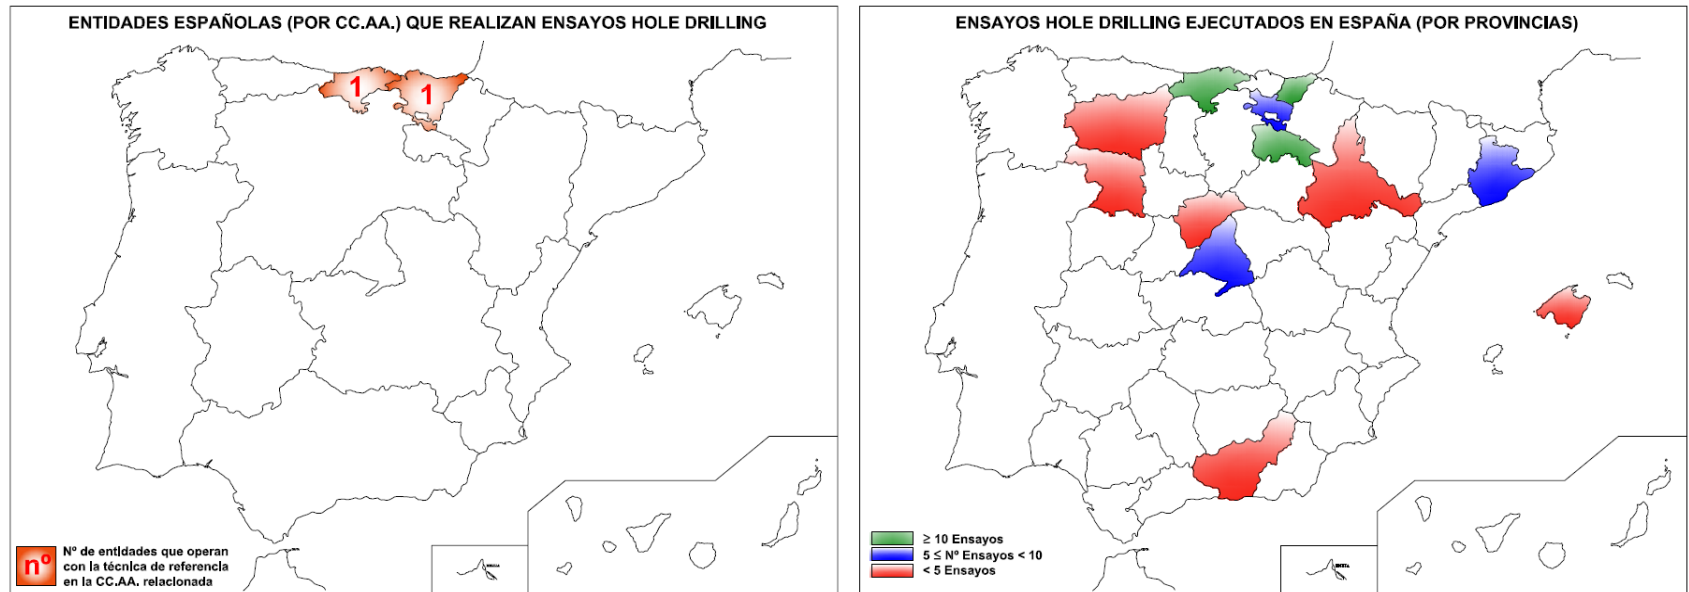 ENTIDADES ESPAÑOLAS (POR CC.AA.) QUE REALIZAN ENSAYOS HOLE DRILLING
1
1
nº
Nº de entidades que operan
con la técnica de referencia
en la CC.AA. relacionada
ENSAYOS HOLE DRILLING EJECUTADOS EN ESPAÑA (POR PROVINCIAS)
≥ 10 Ensayos
5 ≤ Nº Ensayos < 10
< 5 Ensayos